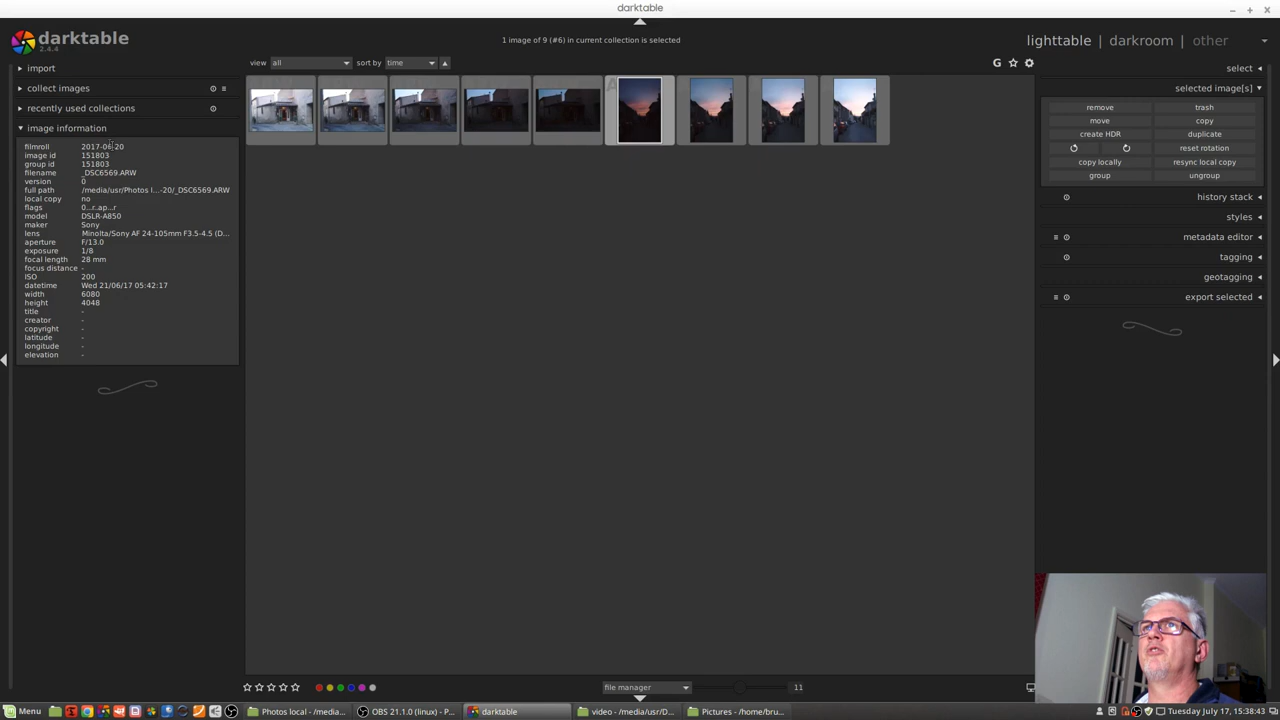 darktable
darktable
2.4.4
1 image of 9 (#6) in current collection is selected
lighttable | darkroom | other
import
collect images
recently used collections
image information
filmroll 2017-06-20
image id 151803
group id 151803
filename _DSC6569.ARW
version 0
full path /media/usr/Photos l...-20/_DSC6569.ARW
local copy no
flags 0...r..ap...r
model DSLR-A850
maker Sony
lens Minolta/Sony AF 24-105mm F3.5-4.5 (D...
aperture F/13.0
exposure 1/8
focal length 28 mm
focus distance -
ISO 200
datetime Wed 21/06/17 05:42:17
width 6080
height 4048
title -
creator -
copyright -
latitude -
longitude -
elevation -
view all sort by time
G
select
selected image[s]
remove trash
move copy
create HDR duplicate
reset rotation
copy locally resync local copy
group ungroup
history stack
styles
metadata editor
tagging
geotagging
export selected
file manager 11
Menu Photos local - /media... OBS 21.1.0 (linux) - P... darktable video - /media/usr/D... Pictures - /home/bru... Tuesday July 17, 15:38:43